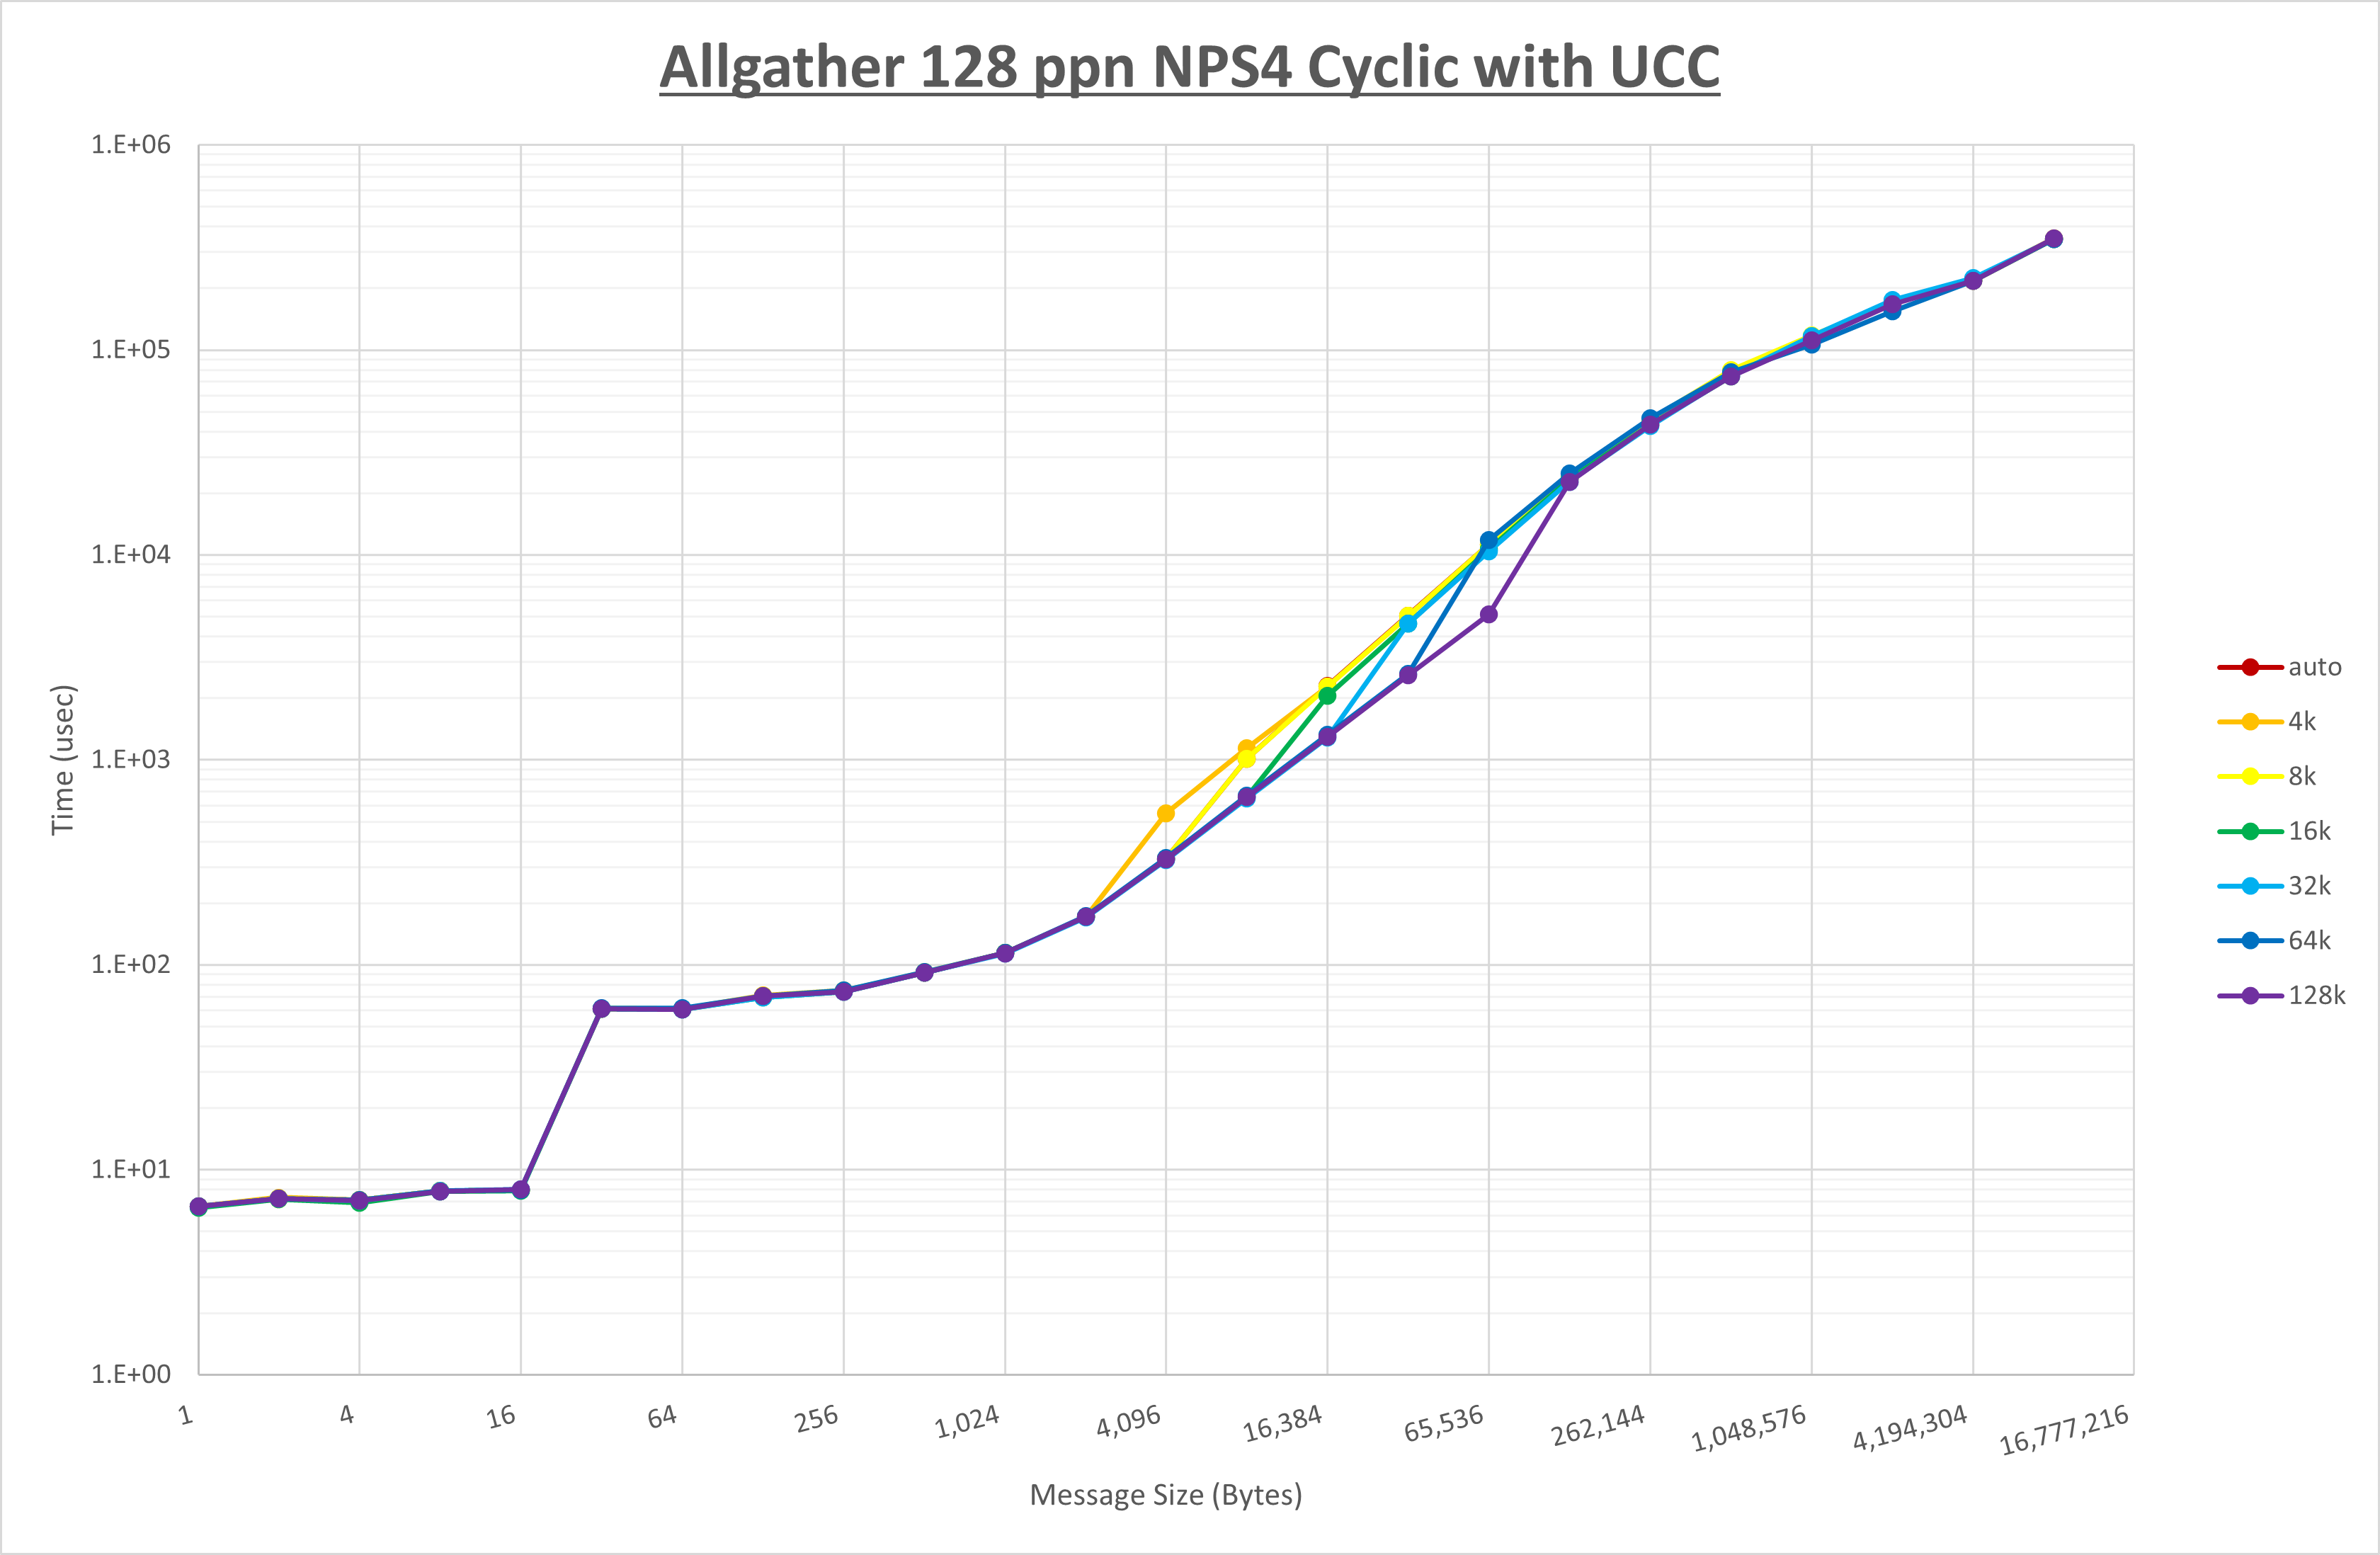 Allgather 128 ppn NPS4 Cyclic with UCC
1.E+06
1.E+05
1.E+04
1.E+03
1.E+02
1.E+01
1.E+00
Time (usec)
1
4
16
64
256
1,024
4,096
16,384
65,536
262,144
1,048,576
4,194,304
16,777,216
Message Size (Bytes)
auto
4k
8k
16k
32k
64k
128k